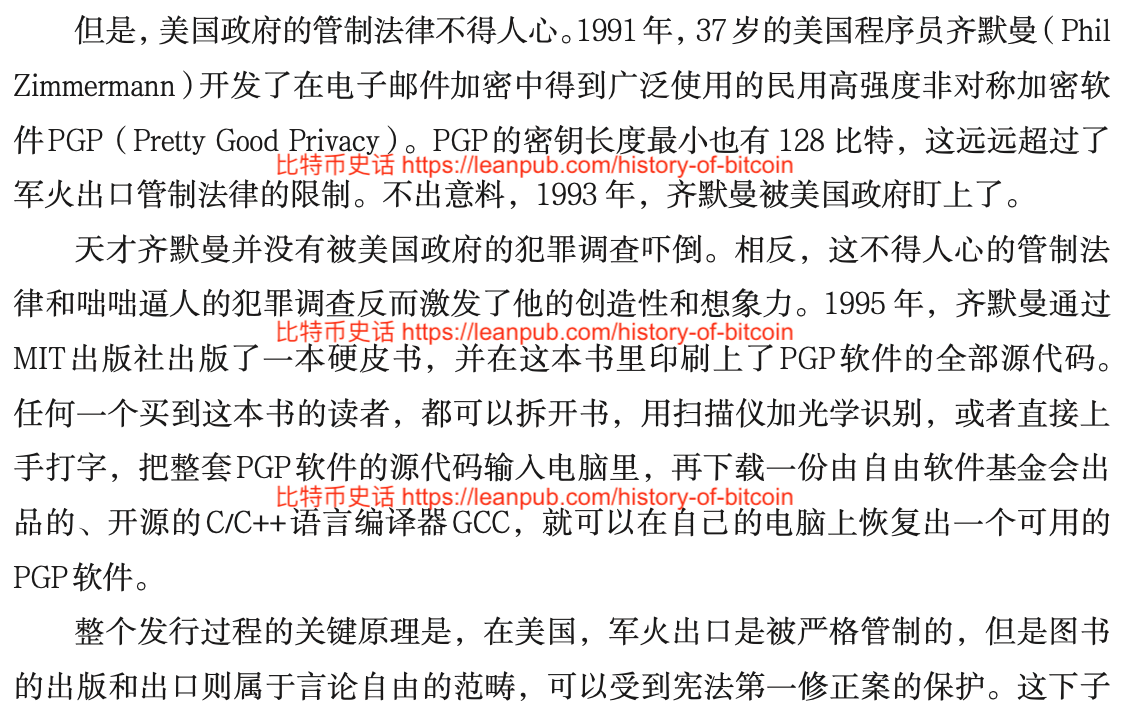 但是，美国政府的管制法律不得人心。1991 年，37 岁的美国程序员齐默曼（Phil
Zimmermann）开发了在电子邮件加密中得到广泛使用的民用高强度非对称加密软
件PGP（Pretty Good Privacy）。PGP的密钥长度最小也有 128 比特，这远远超过了
比特币史话 https://leanpub.com/history-of-bitcoin
军火出口管制法律的限制。不出意料，1993 年，齐默曼被美国政府盯上了。
天才齐默曼并没有被美国政府的犯罪调查吓倒。相反，这不得人心的管制法
律和咄咄逼人的犯罪调查反而激发了他的创造性和想象力。1995 年，齐默曼通过
比特币史话 https://leanpub.com/history-of-bitcoin
MIT出版社出版了一本硬皮书，并在这本书里印刷上了PGP软件的全部源代码。
任何一个买到这本书的读者，都可以拆开书，用扫描仪加光学识别，或者直接上
手打字，把整套PGP软件的源代码输入电脑里，再下载一份由自由软件基金会出
比特币史话 https://leanpub.com/history-of-bitcoin
品的、开源的C/C++语言编译器GCC，就可以在自己的电脑上恢复出一个可用的
PGP软件。
整个发行过程的关键原理是，在美国，军火出口是被严格管制的，但是图书
的出版和出口则属于言论自由的范畴，可以受到宪法第一修正案的保护。这下子